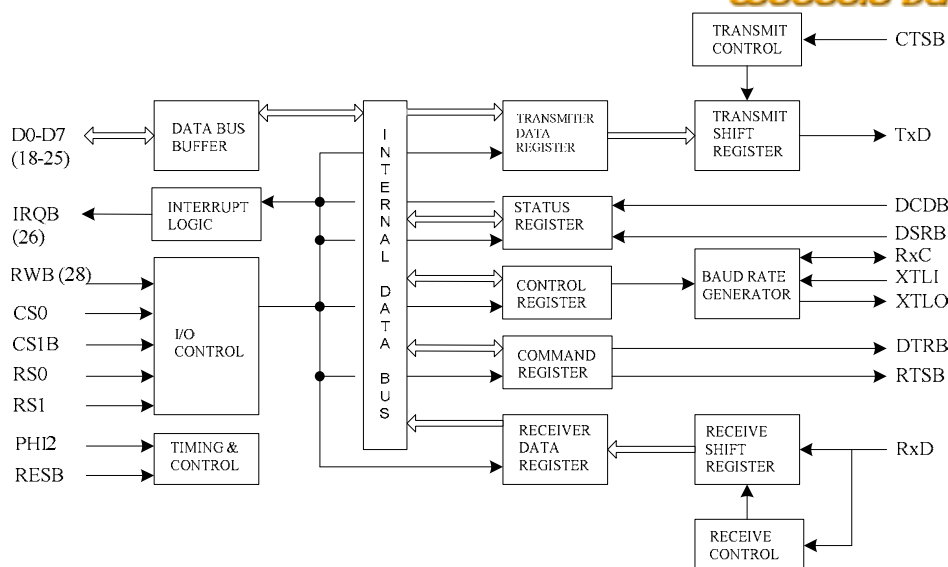 TRANSMIT
CONTROL
CTSB
D0-D7
(18-25)
DATA BUS
BUFFER
TRANSMITER
DATA
REGISTER
TRANSMIT
SHIFT
REGISTER
TxD
IRQB
(26)
INTERRUPT
LOGIC
STATUS
REGISTER
DCDB
DSRB
RWB (28)
CS0
CS1B
RS0
RS1
I/O
CONTROL
INTERNAL DATA BUS
CONTROL
REGISTER
BAUD RATE
GENERATOR
RxC
XTLI
XTLO
COMMAND
REGISTER
DTRB
RTSB
PHI2
RESB
TIMING &
CONTROL
RECEIVER
DATA
REGISTER
RECEIVE
SHIFT
REGISTER
RxD
RECEIVE
CONTROL